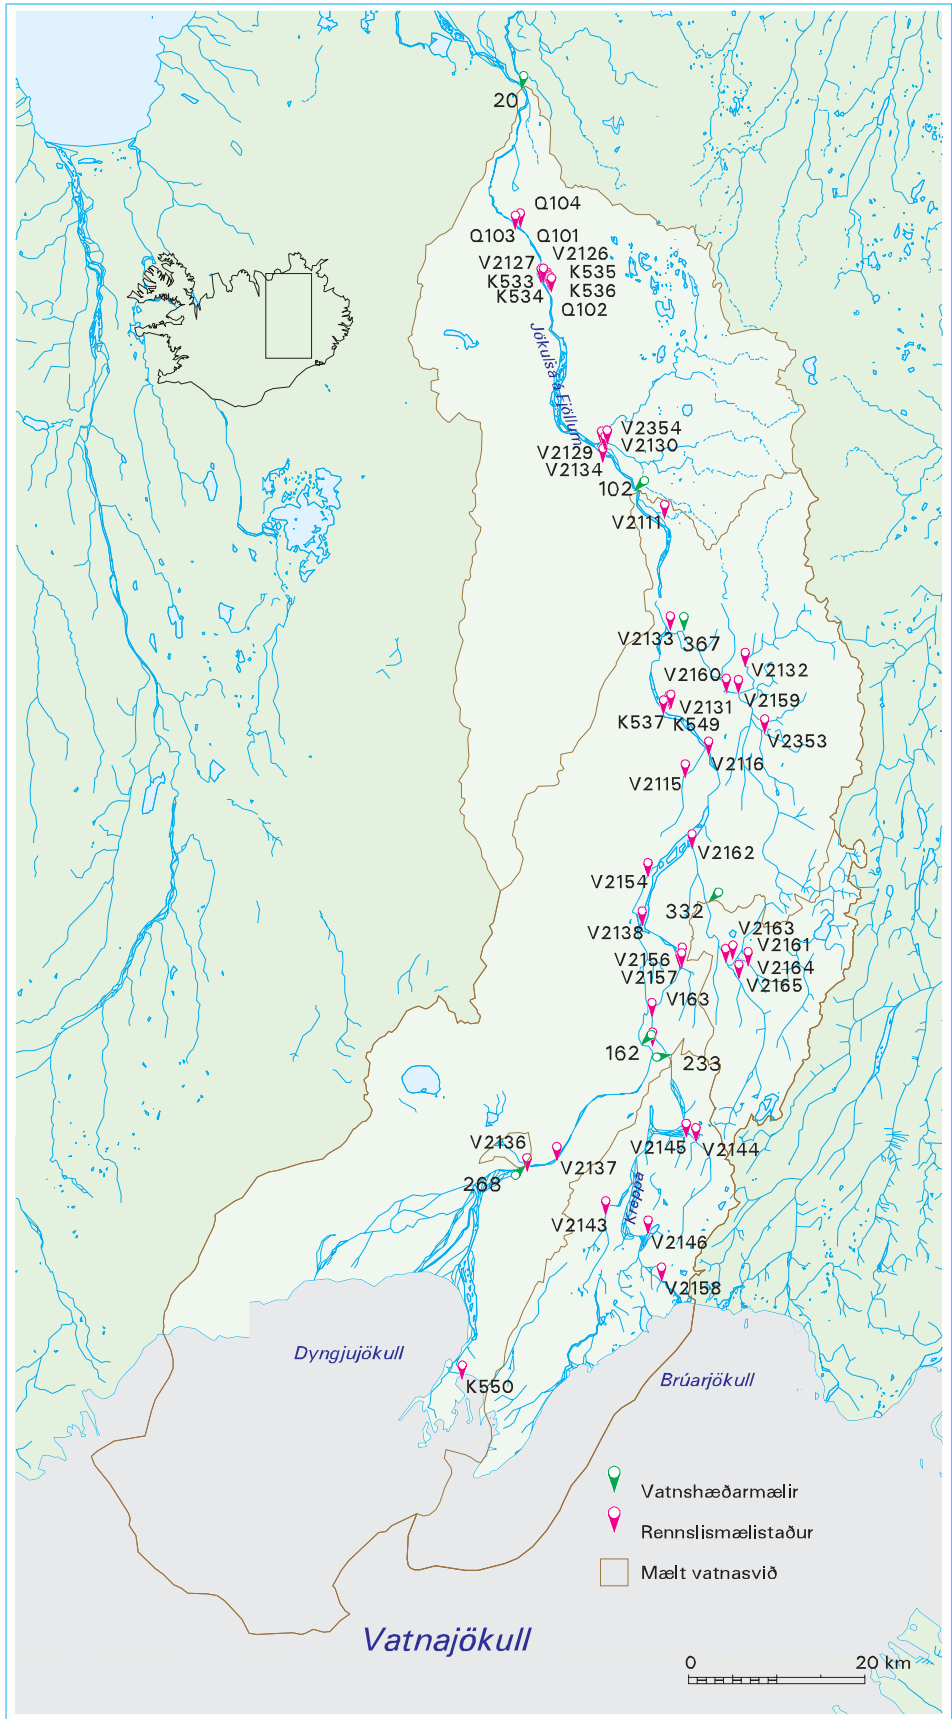 20
Q104
Q103
Q101
V2126
V2127
K535
K533
K536
K534
Q102
Jökulsá á Fjöllum
V2354
V2130
V2129
V2134
102
V2111
V2133
367
V2132
V2160
V2159
V2131
K537
K549
V2353
V2116
V2115
V2162
V2154
332
V2163
V2138
V2161
V2156
V2164
V2157
V2165
V163
162
233
V2136
V2145
V2144
V2137
268
Kreppa
V2143
V2146
V2158
Dyngjujökull
Brúarjökull
K550
Vatnshæðarmælir
Rennslismælistaður
Mælt vatnasvið
Vatnajökull
0 20 km